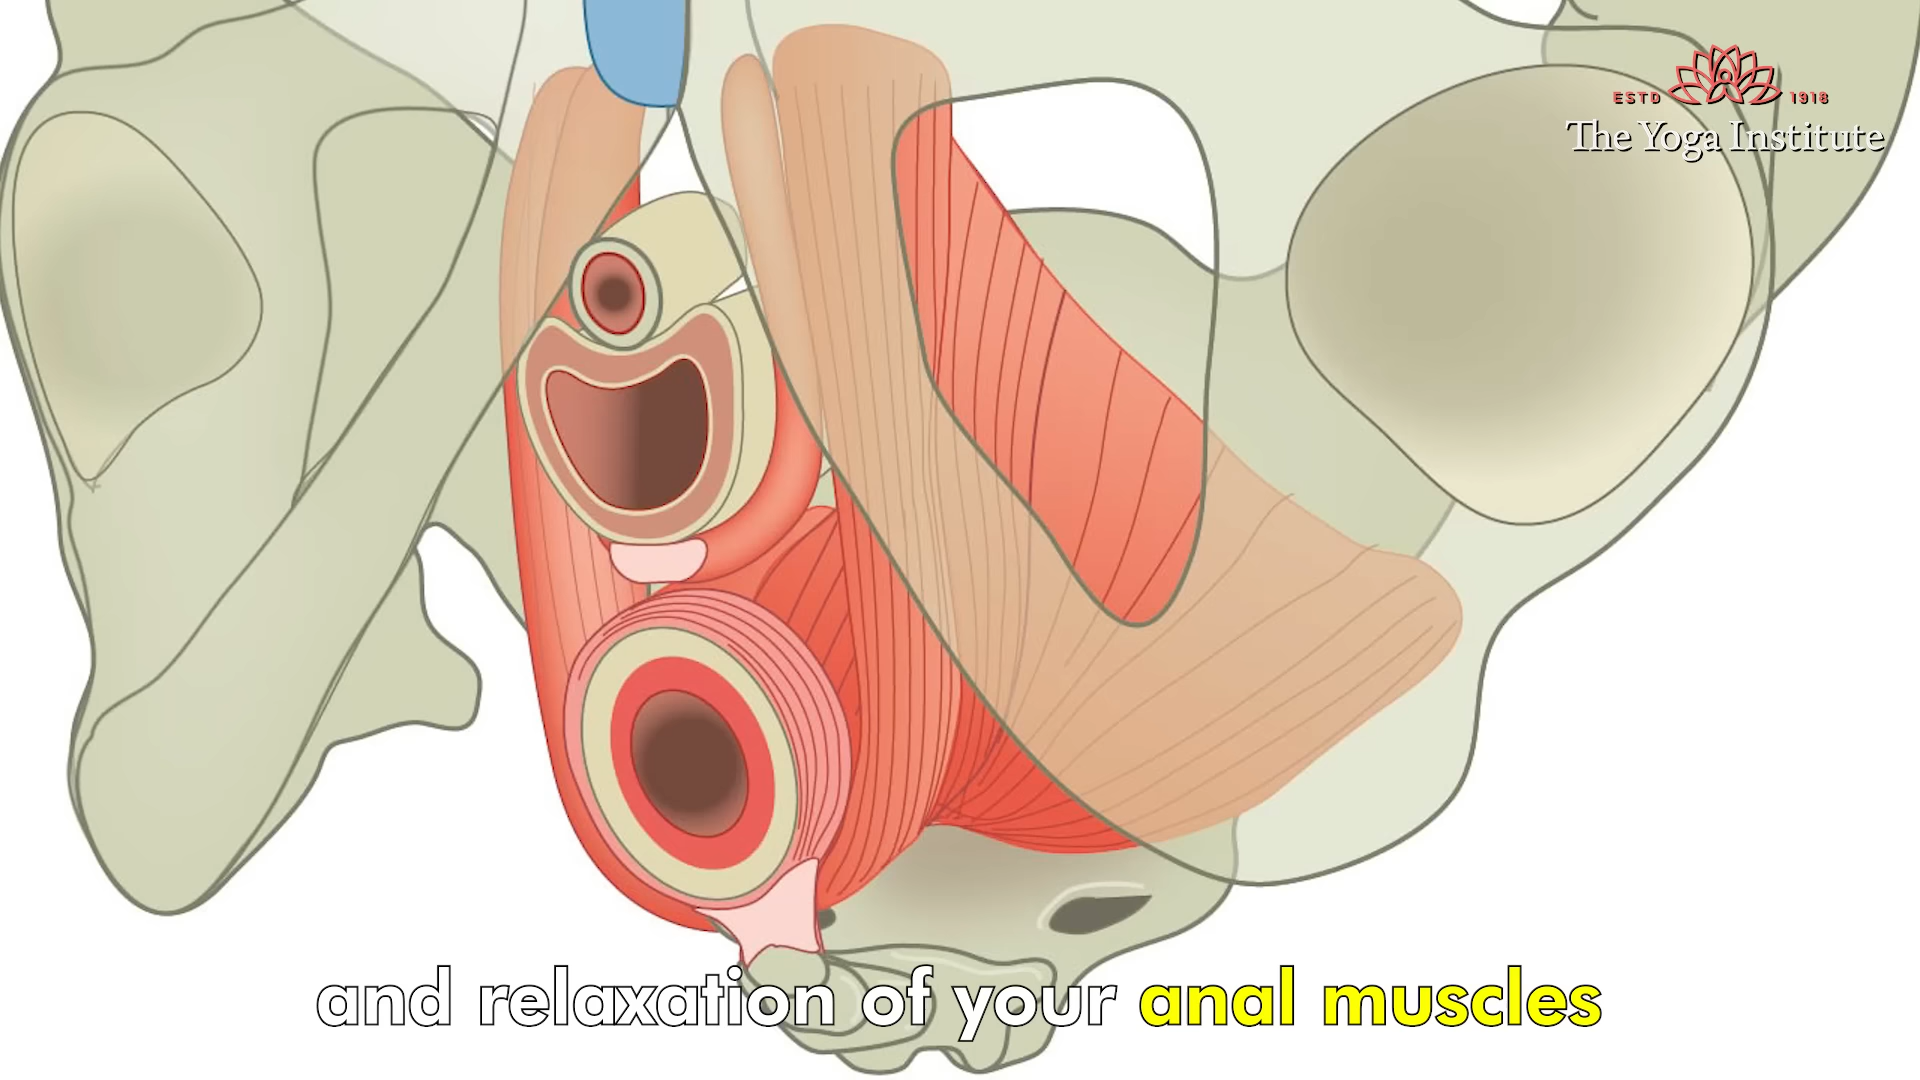 ESTD 1918
The Yoga Institute
and relaxation of your anal muscles